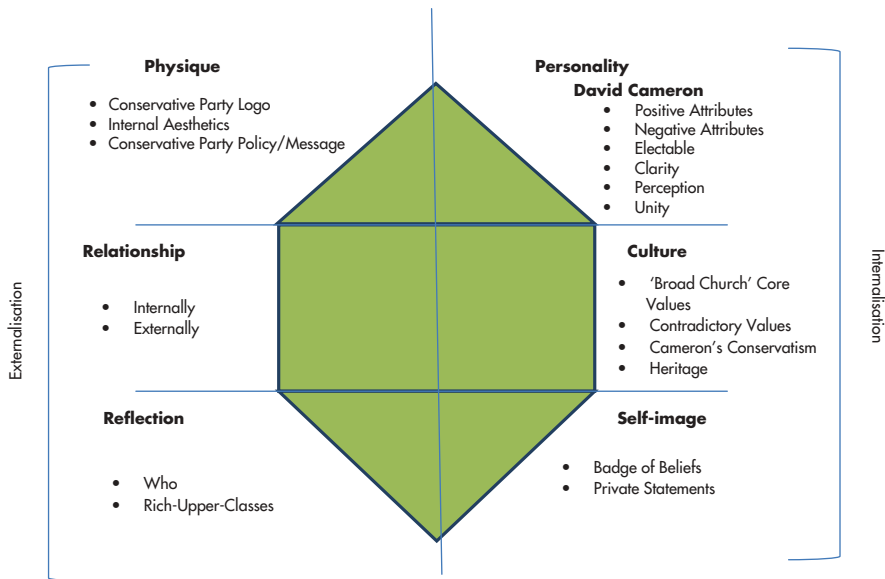 Physique
• Conservative Party Logo
• Internal Aesthetics
• Conservative Party Policy/Message
Personality
David Cameron
• Positive Attributes
• Negative Attributes
• Electable
• Clarity
• Perception
• Unity
Externalisation
Relationship
• Internally
• Externally
Culture
• ‘Broad Church’ Core
Values
• Contradictory Values
• Cameron’s Conservatism
• Heritage
Internalisation
Reflection
• Who
• Rich-Upper-Classes
Self-image
• Badge of Beliefs
• Private Statements